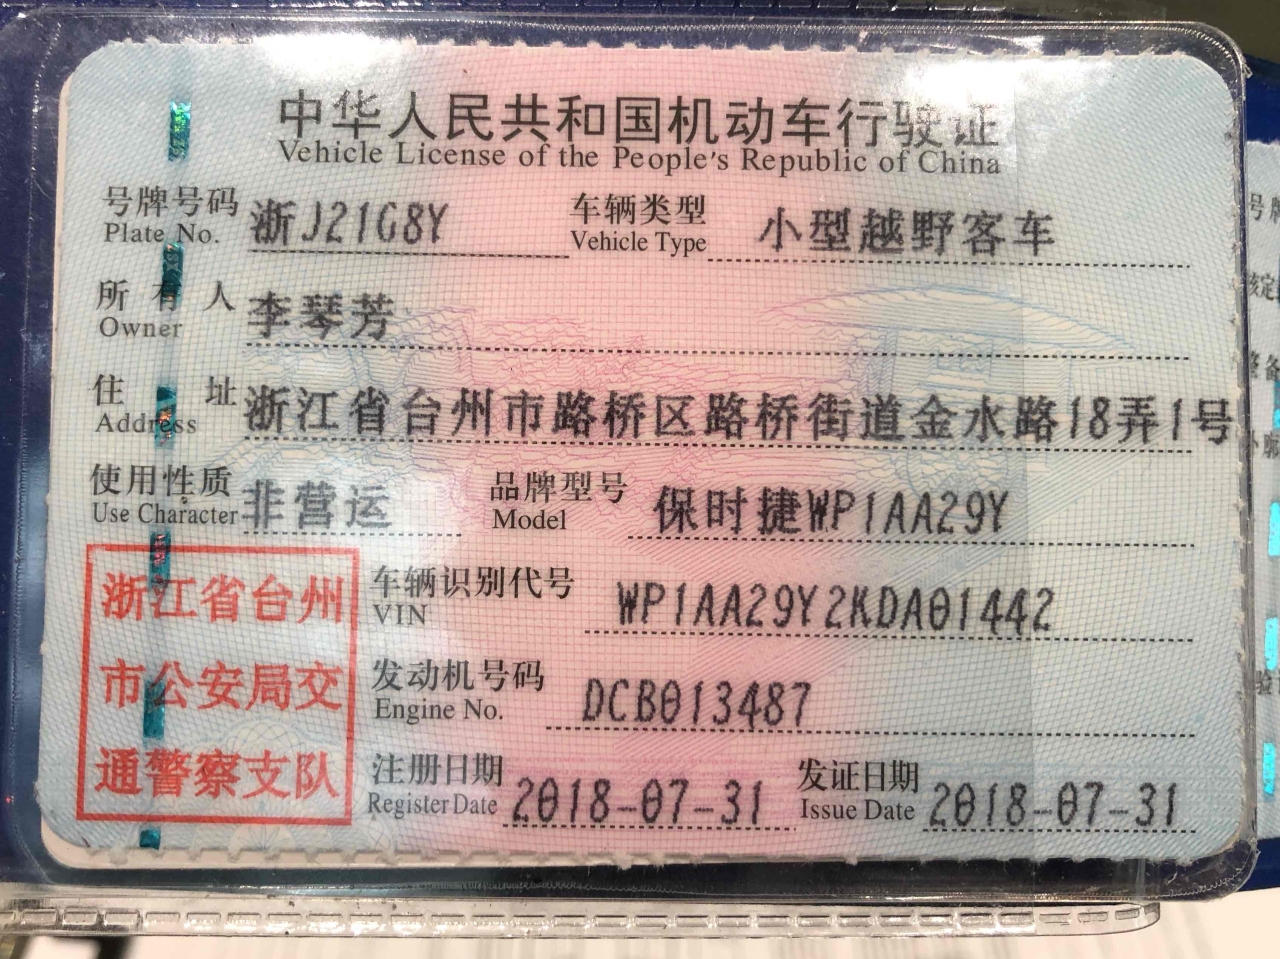 中华人民共和国机动车行驶证
Vehicle License of the People's Republic of China
号牌号码 浙J21G8Y 车辆类型 小型越野客车
Plate No. Vehicle Type
所有人 李琴芳
Owner
住址 浙江省台州市路桥区路桥街道金水路18弄1号
Address
使用性质 非营运 品牌型号 保时捷WP1AA29Y
Use Character Model
浙江省台州
市公安局交
通警察支队
车辆识别代号 WP1AA29Y2KDA01442
VIN
发动机号码 DCB013487
Engine No.
注册日期 2018-07-31 发证日期 2018-07-31
Register Date Issue Date